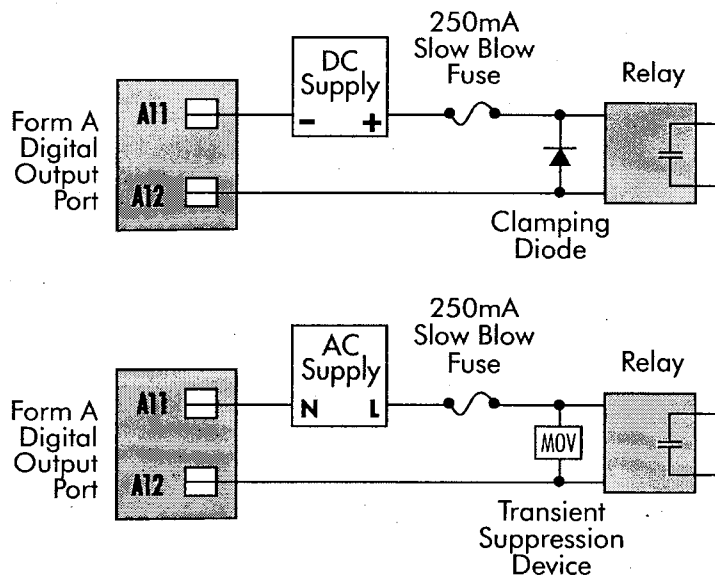 250mA
Slow Blow
Fuse
DC
Supply
- +
Relay
A11
Form A
Digital
Output
Port
A12
Clamping
Diode
250mA
Slow Blow
Fuse
AC
Supply
N L
Relay
A11
Form A
Digital
Output
Port
MOV
A12
Transient
Suppression
Device